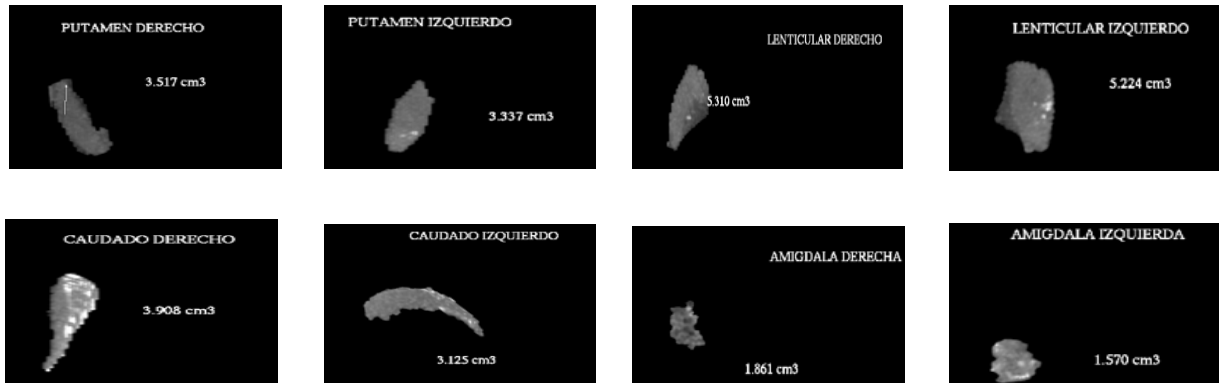 PUTAMEN DERECHO
3.517 cm3
PUTAMEN IZQUIERDO
3.337 cm3
LENTICULAR DERECHO
5.310 cm3
LENTICULAR IZQUIERDO
5.224 cm3
CAUDADO DERECHO
3.908 cm3
CAUDADO IZQUIERDO
3.125 cm3
AMIGDALA DERECHA
1.861 cm3
AMIGDALA IZQUIERDA
1.570 cm3